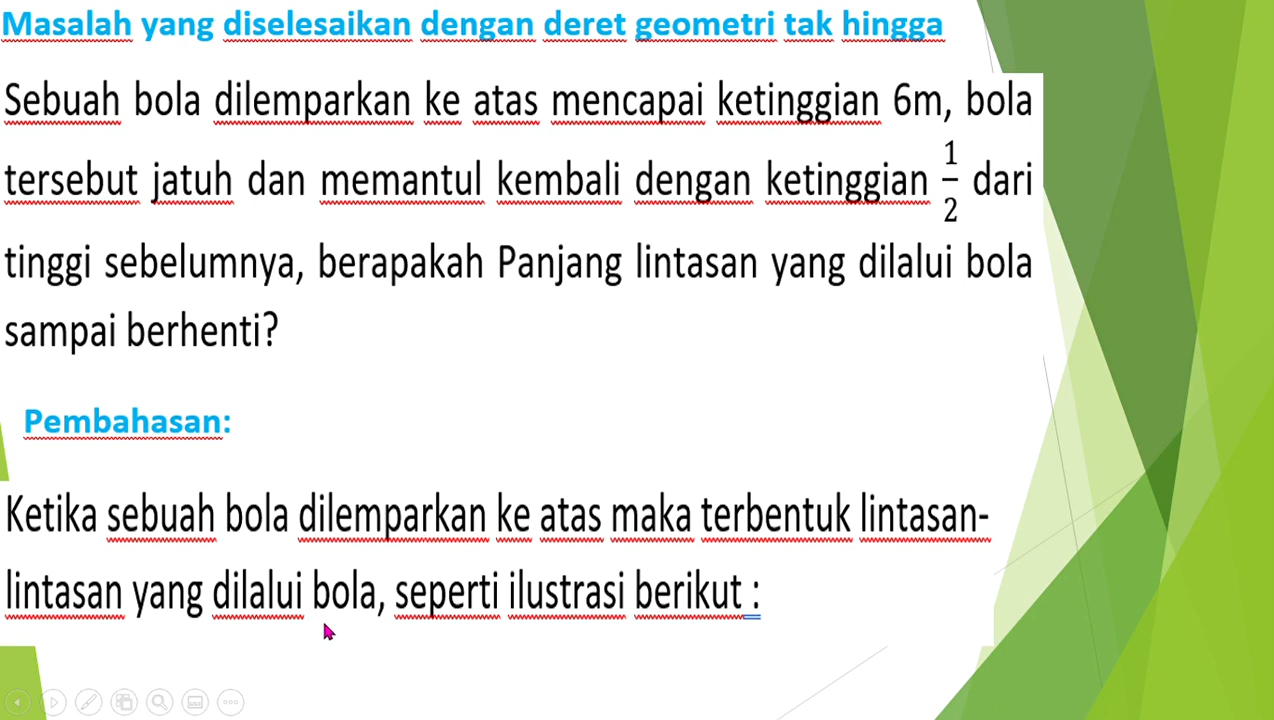 Masalah yang diselesaikan dengan deret geometri tak hingga
Sebuah bola dilemparkan ke atas mencapai ketinggian 6m, bola
tersebut jatuh dan memantul kembali dengan ketinggian 1/2 dari
tinggi sebelumnya, berapakah Panjang lintasan yang dilalui bola
sampai berhenti?
Pembahasan:
Ketika sebuah bola dilemparkan ke atas maka terbentuk lintasan-
lintasan yang dilalui bola, seperti ilustrasi berikut :